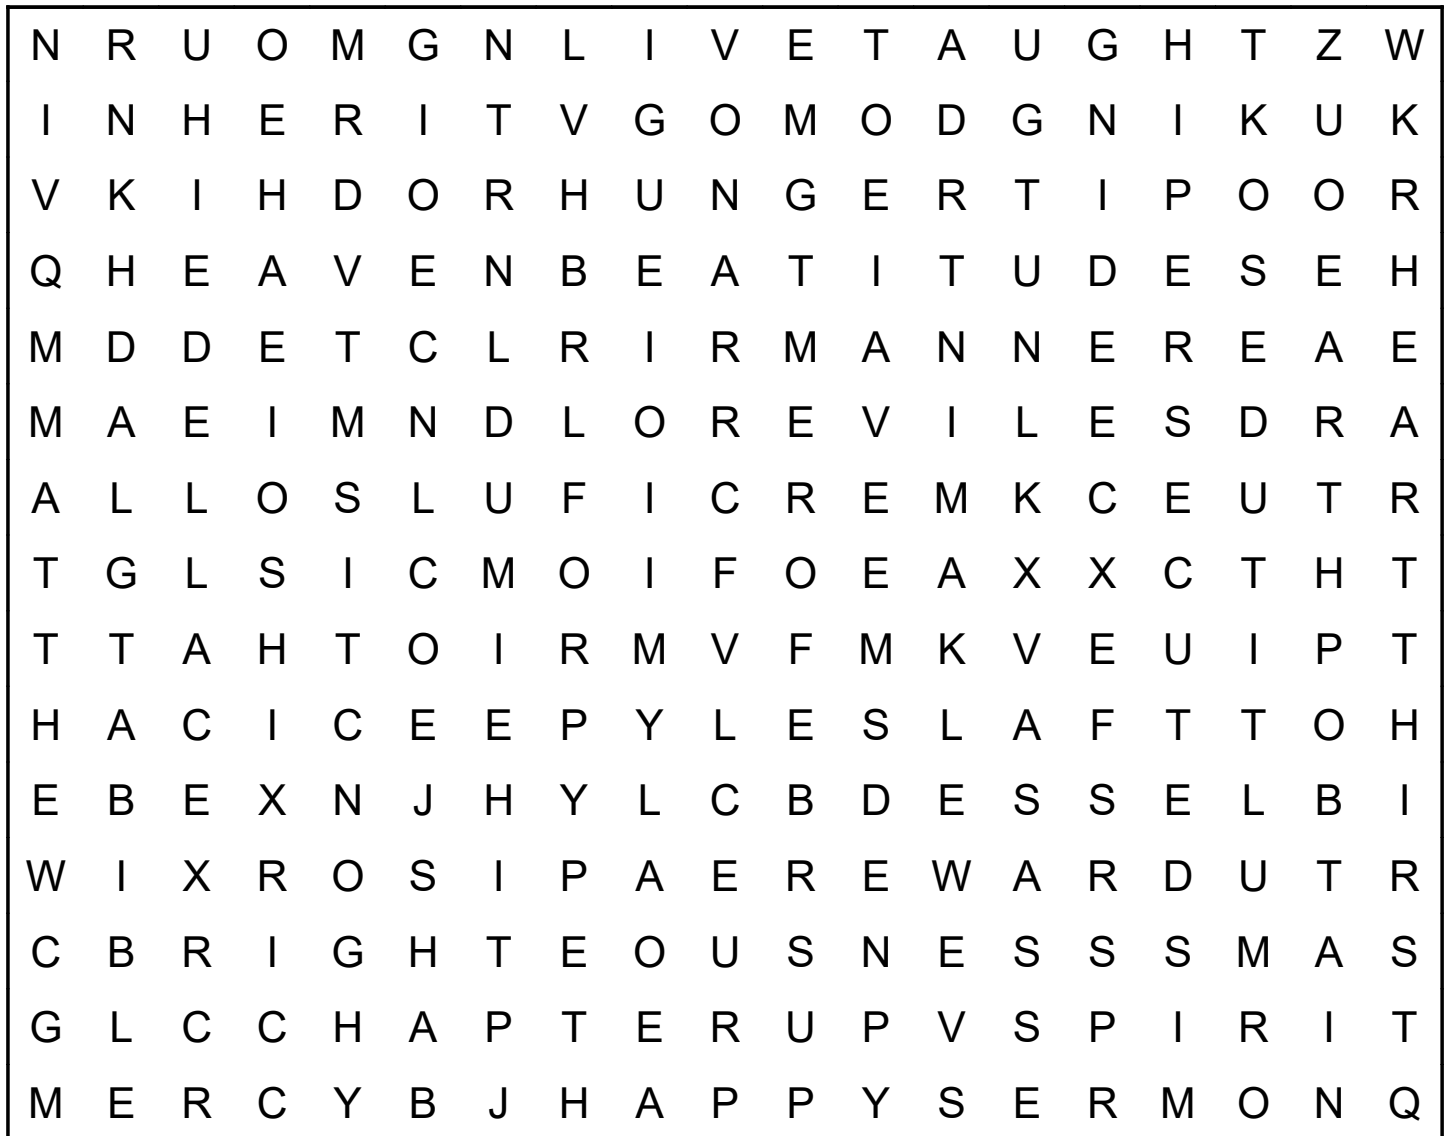 N R U O M G N L I V E T A U G H T Z W
I N H E R I T V G O M O D G N I K U K
V K I H D O R H U N G E R T I P O O R
Q H E A V E N B E A T I T U D E S E H
M D D E T C L R I R M A N N E R E A E
M A E I M N D L O R E V I L E S D R A
A L L O S L U F I C R E M K C E U T R
T G L S I C M O I F O E A X X C T H T
T T A H T O I R M V F M K V E U I P T
H A C I C E E P Y L E S L A F T T O H
E B E X N J H Y L C B D E S S E L B I
W I X R O S I P A E R E W A R D U T R
C B R I G H T E O U S N E S S S M A S
G L C C H A P T E R U P V S P I R I T
M E R C Y B J H A P P Y S E R M O N Q